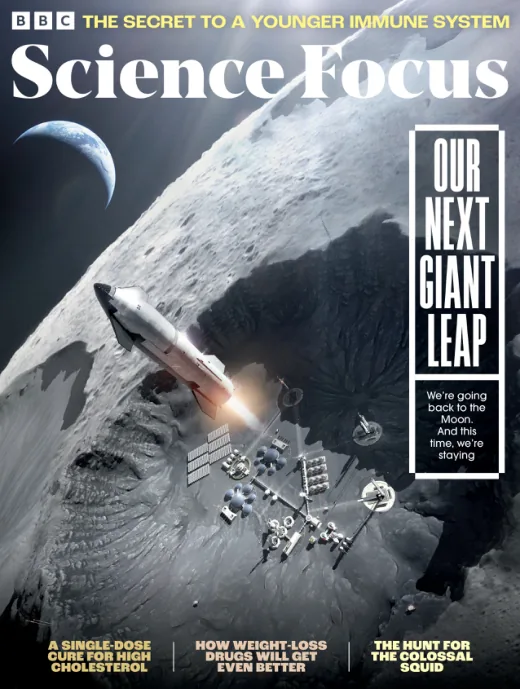 BBC THE SECRET TO A YOUNGER IMMUNE SYSTEM
Science Focus
OUR
NEXT
GIANT
LEAP
We're going
back to the
Moon.
And this
time, we're
staying
A SINGLE-DOSE
CURE FOR HIGH
CHOLESTEROL
HOW WEIGHT-LOSS
DRUGS WILL GET
EVEN BETTER
THE HUNT FOR
THE COLOSSAL
SQUID